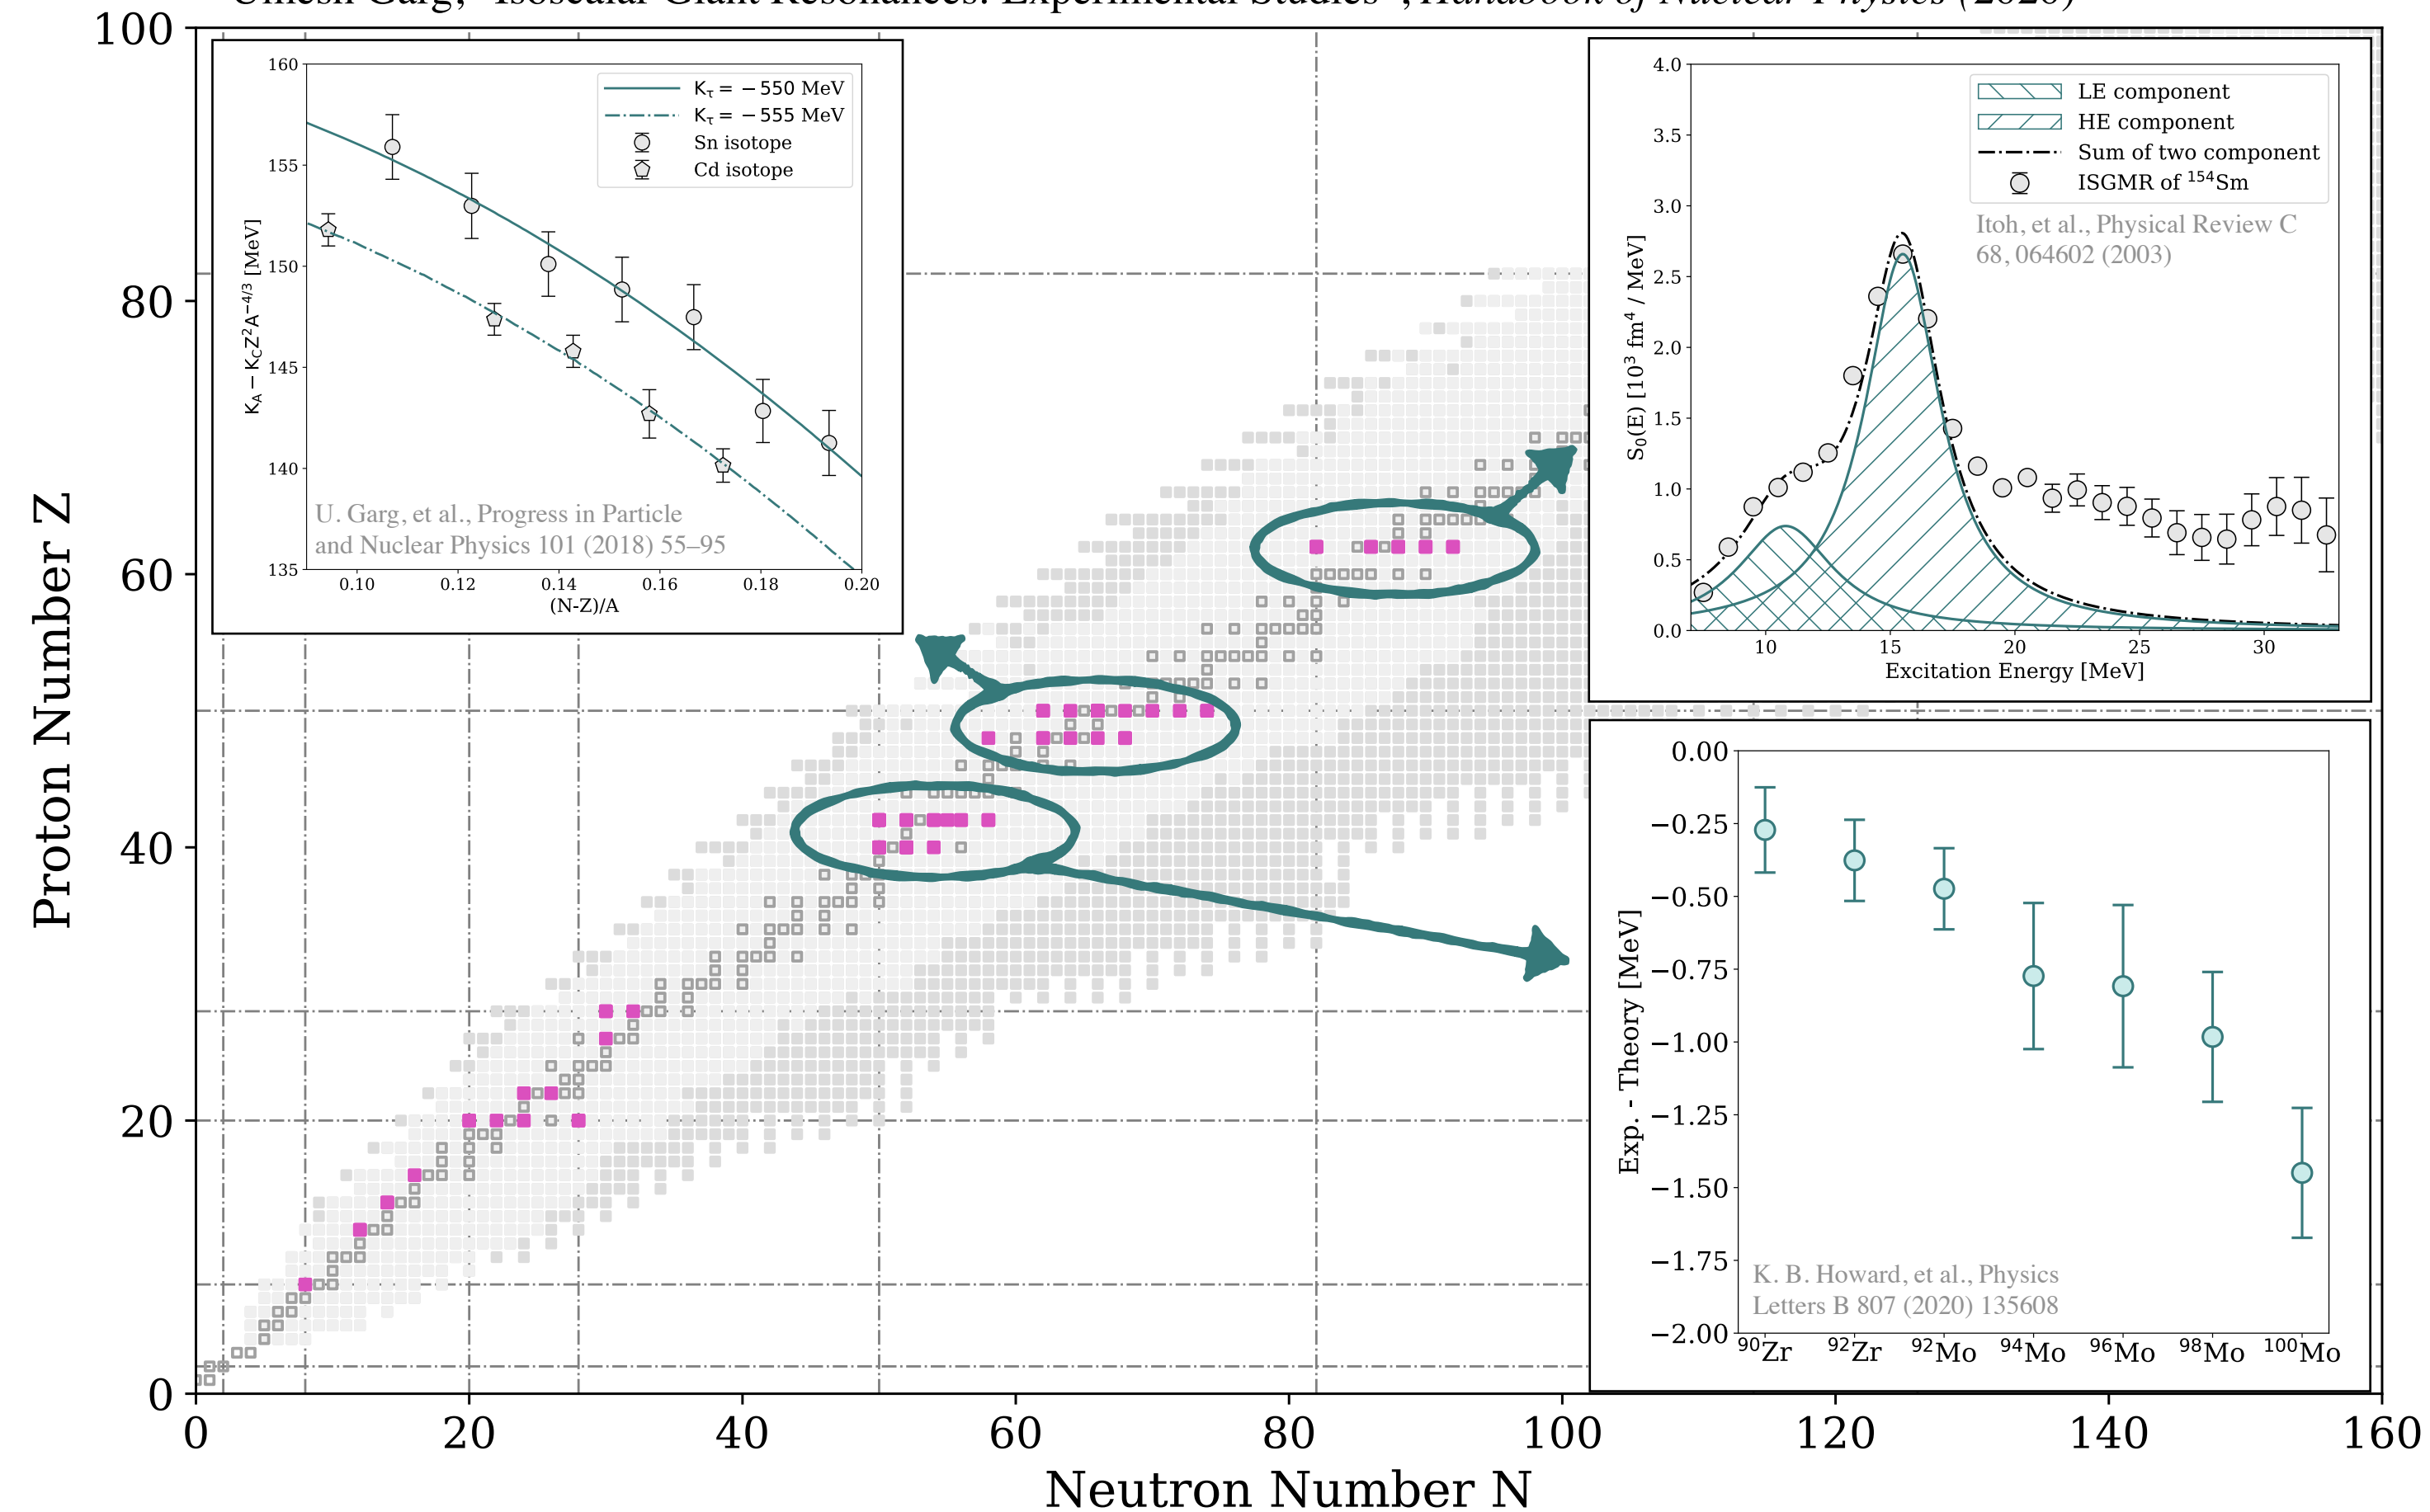 Umesh Garg, "Isoscalar Giant Resonances: Experimental Studies", Handbook of Nuclear Physics (2020)
100
80
60
40
20
0
Proton Number Z
0 20 40 60 80 100 120 140 160
Neutron Number N
160
155
150
145
140
135
K_A − K_C Z²A⁻⁴ᐟ³ [MeV]
K_τ = −550 MeV
K_τ = −555 MeV
Sn isotope
Cd isotope
U. Garg, et al., Progress in Particle
and Nuclear Physics 101 (2018) 55–95
0.10 0.12 0.14 0.16 0.18 0.20
(N-Z)/A
4.0
3.5
3.0
2.5
2.0
1.5
1.0
0.5
0.0
S₀(E) [10³ fm⁴ / MeV]
LE component
HE component
Sum of two component
ISGMR of ¹⁵⁴Sm
Itoh, et al., Physical Review C
68, 064602 (2003)
10 15 20 25 30
Excitation Energy [MeV]
0.00
−0.25
−0.50
−0.75
−1.00
−1.25
−1.50
−1.75
−2.00
Exp. - Theory [MeV]
K. B. Howard, et al., Physics
Letters B 807 (2020) 135608
⁹⁰Zr ⁹²Zr ⁹²Mo ⁹⁴Mo ⁹⁶Mo ⁹⁸Mo ¹⁰⁰Mo